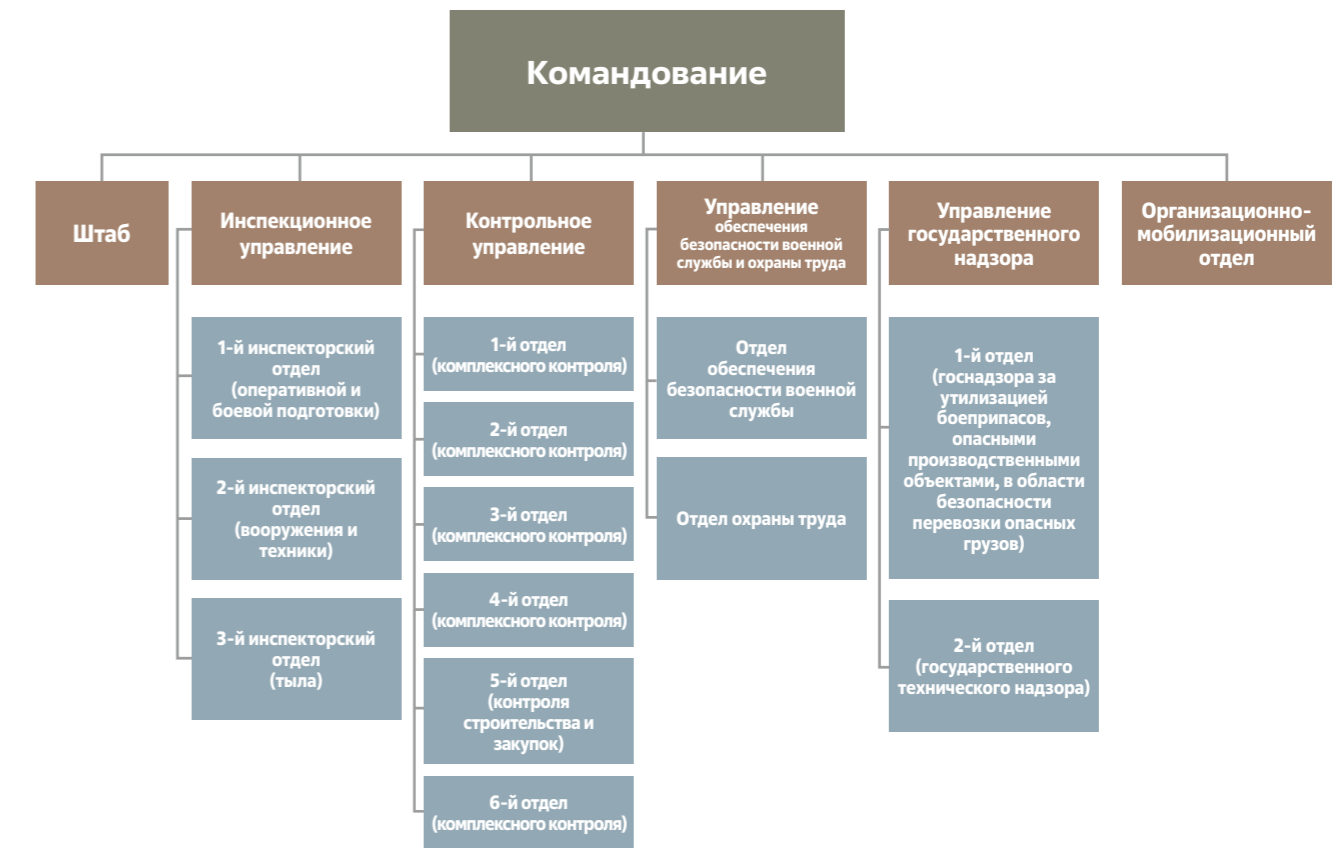 Командование
Штаб
Инспекционное
управление
1-й инспекторский
отдел
(оперативной и
боевой подготовки)
2-й инспекторский
отдел
(вооружения и
техники)
3-й инспекторский
отдел
(тыла)
Контрольное
управление
1-й отдел
(комплексного контроля)
2-й отдел
(комплексного контроля)
3-й отдел
(комплексного контроля)
4-й отдел
(комплексного контроля)
5-й отдел
(контроля
строительства и
закупок)
6-й отдел
(комплексного контроля)
Управление
обеспечения
безопасности военной
службы и охраны труда
Отдел
обеспечения
безопасности военной
службы
Отдел охраны труда
Управление
государственного
надзора
1-й отдел
(госнадзора за
утилизацией
боеприпасов,
опасными
производственными
объектами, в области
безопасности
перевозки опасных
грузов)
2-й отдел
(государственного
технического надзора)
Организационно-
мобилизационный
отдел